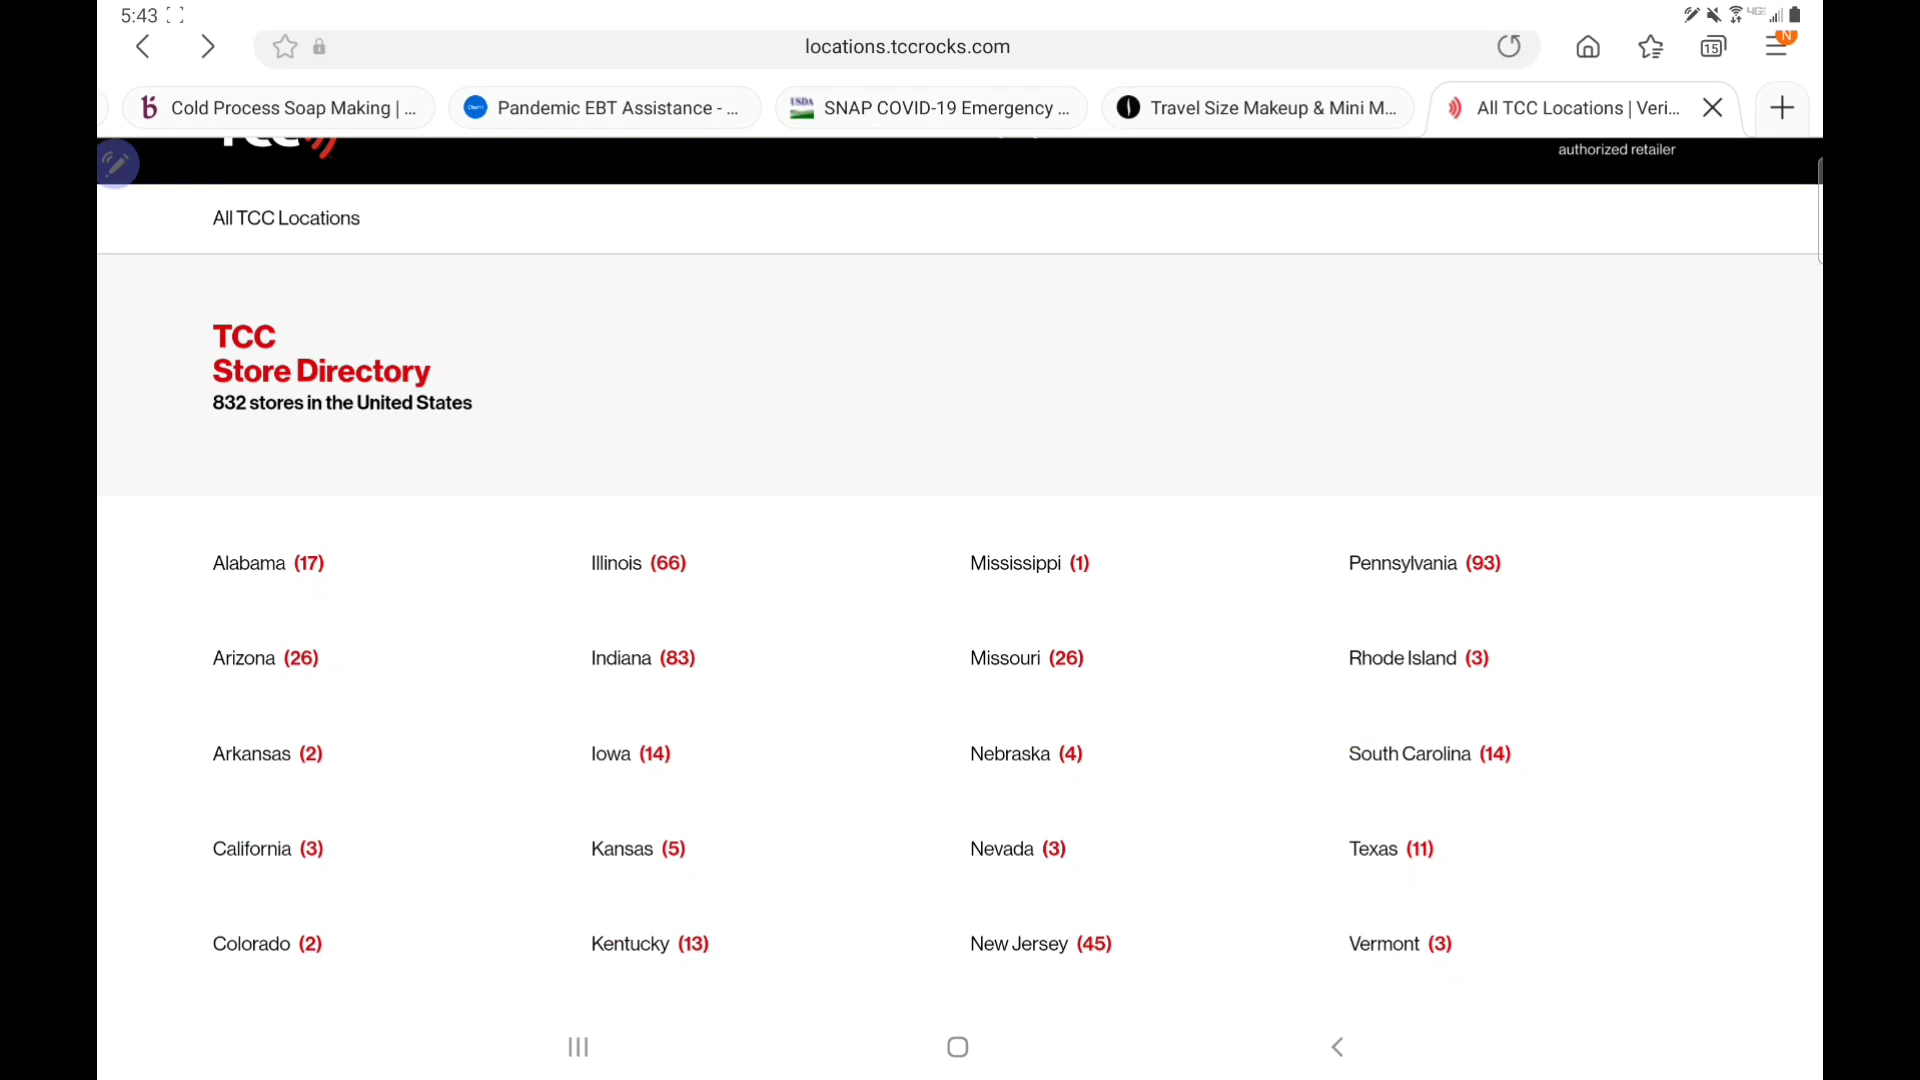 5:43
locations.tccrocks.com
15
N
Cold Process Soap Making | ...
Pandemic EBT Assistance - ...
USDA
SNAP COVID-19 Emergency ...
Travel Size Makeup & Mini M...
All TCC Locations | Veri...
TCC
authorized retailer
All TCC Locations
TCC
Store Directory
832 stores in the United States
Alabama (17)
Illinois (66)
Mississippi (1)
Pennsylvania (93)
Arizona (26)
Indiana (83)
Missouri (26)
Rhode Island (3)
Arkansas (2)
Iowa (14)
Nebraska (4)
South Carolina (14)
California (3)
Kansas (5)
Nevada (3)
Texas (11)
Colorado (2)
Kentucky (13)
New Jersey (45)
Vermont (3)